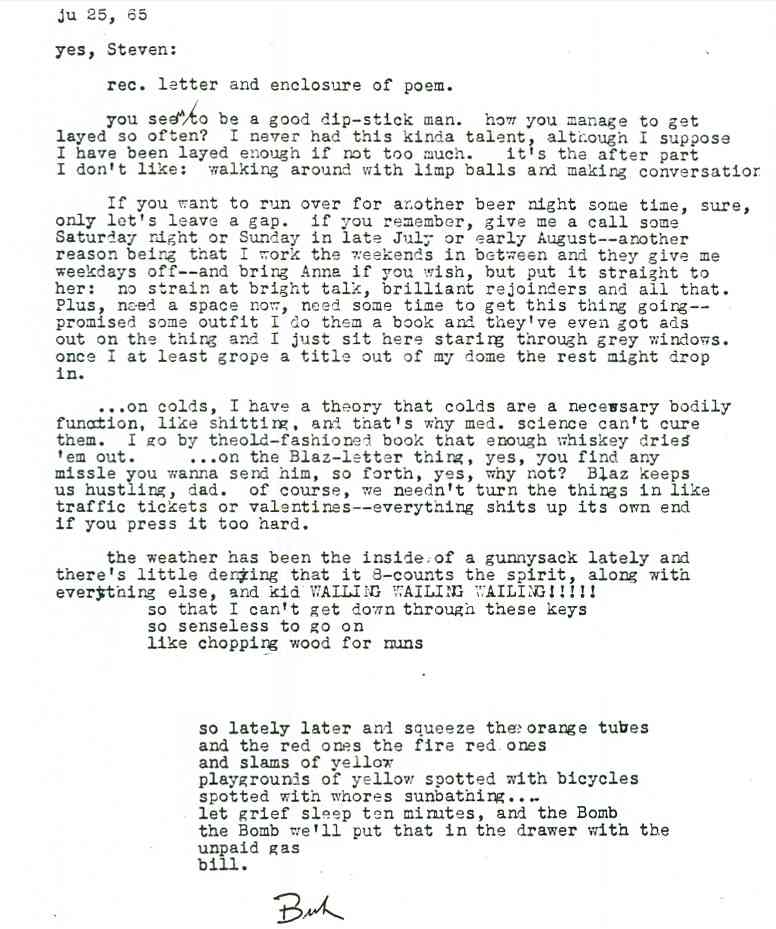 ju 25, 65
yes, Steven:
rec. letter and enclosure of poem.
you seem to be a good dip-stick man. how you manage to get
layed so often? I never had this kinda talent, although I suppose
I have been layed enough if not too much. it's the after part
I don't like: walking around with limp balls and making conversation
If you want to run over for another beer night some time, sure,
only let's leave a gap. if you remember, give me a call some
Saturday night or Sunday in late July or early August--another
reason being that I work the weekends in between and they give me
weekdays off--and bring Anna if you wish, but put it straight to
her: no strain at bright talk, brilliant rejoinders and all that.
Plus, need a space now, need some time to get this thing going--
promised some outfit I do them a book and they've even got ads
out on the thing and I just sit here staring through grey windows.
once I at least grope a title out of my dome the rest might drop
in.
...on colds, I have a theory that colds are a necessary bodily
function, like shitting, and that's why med. science can't cure
them. I go by theold-fashioned book that enough whiskey dries
'em out. ...on the Blaz-letter thing, yes, you find any
missle you wanna send him, so forth, yes, why not? Blaz keeps
us hustling, dad. of course, we needn't turn the things in like
traffic tickets or valentines--everything shits up its own end
if you press it too hard.
the weather has been the inside of a gunnysack lately and
there's little denying that it 8-counts the spirit, along with
everything else, and kid WAILING WAILING WAILING!!!!!
so that I can't get down through these keys
so senseless to go on
like chopping wood for nuns
so lately later and squeeze the orange tubes
and the red ones the fire red ones
and slams of yellow
playgrounds of yellow spotted with bicycles
spotted with whores sunbathing....
let grief sleep ten minutes, and the Bomb
the Bomb we'll put that in the drawer with the
unpaid gas
bill.
Buk